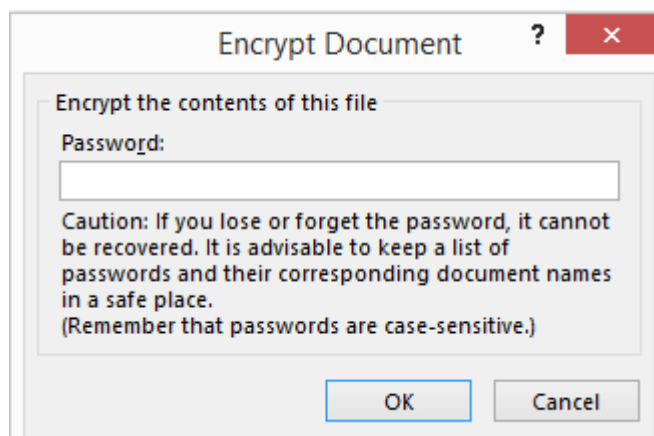 Encrypt Document ? ×
Encrypt the contents of this file
Password:
Caution: If you lose or forget the password, it cannot
be recovered. It is advisable to keep a list of
passwords and their corresponding document names
in a safe place.
(Remember that passwords are case-sensitive.)
OK Cancel